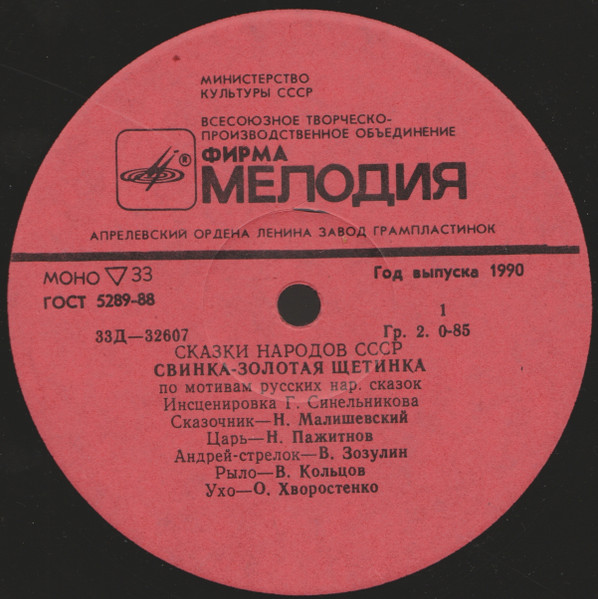 МИНИСТЕРСТВО
КУЛЬТУРЫ СССР
ВСЕСОЮЗНОЕ ТВОРЧЕСКО-
ПРОИЗВОДСТВЕННОЕ ОБЪЕДИНЕНИЕ
®
ФИРМА
МЕЛОДИЯ
АПРЕЛЕВСКИЙ ОРДЕНА ЛЕНИНА ЗАВОД ГРАМПЛАСТИНОК
МОНО ▽ 33
Год выпуска 1990
ГОСТ 5289-88
1
33Д—32607
Гр. 2. 0-85
СКАЗКИ НАРОДОВ СССР
СВИНКА-ЗОЛОТАЯ ЩЕТИНКА
по мотивам русских нар. сказок
Инсценировка Г. Синельникова
Сказочник—Н. Малишевский
Царь—Н. Пажитнов
Андрей-стрелок—В. Зозулин
Рыло—В. Кольцов
Ухо—О. Хворостенко